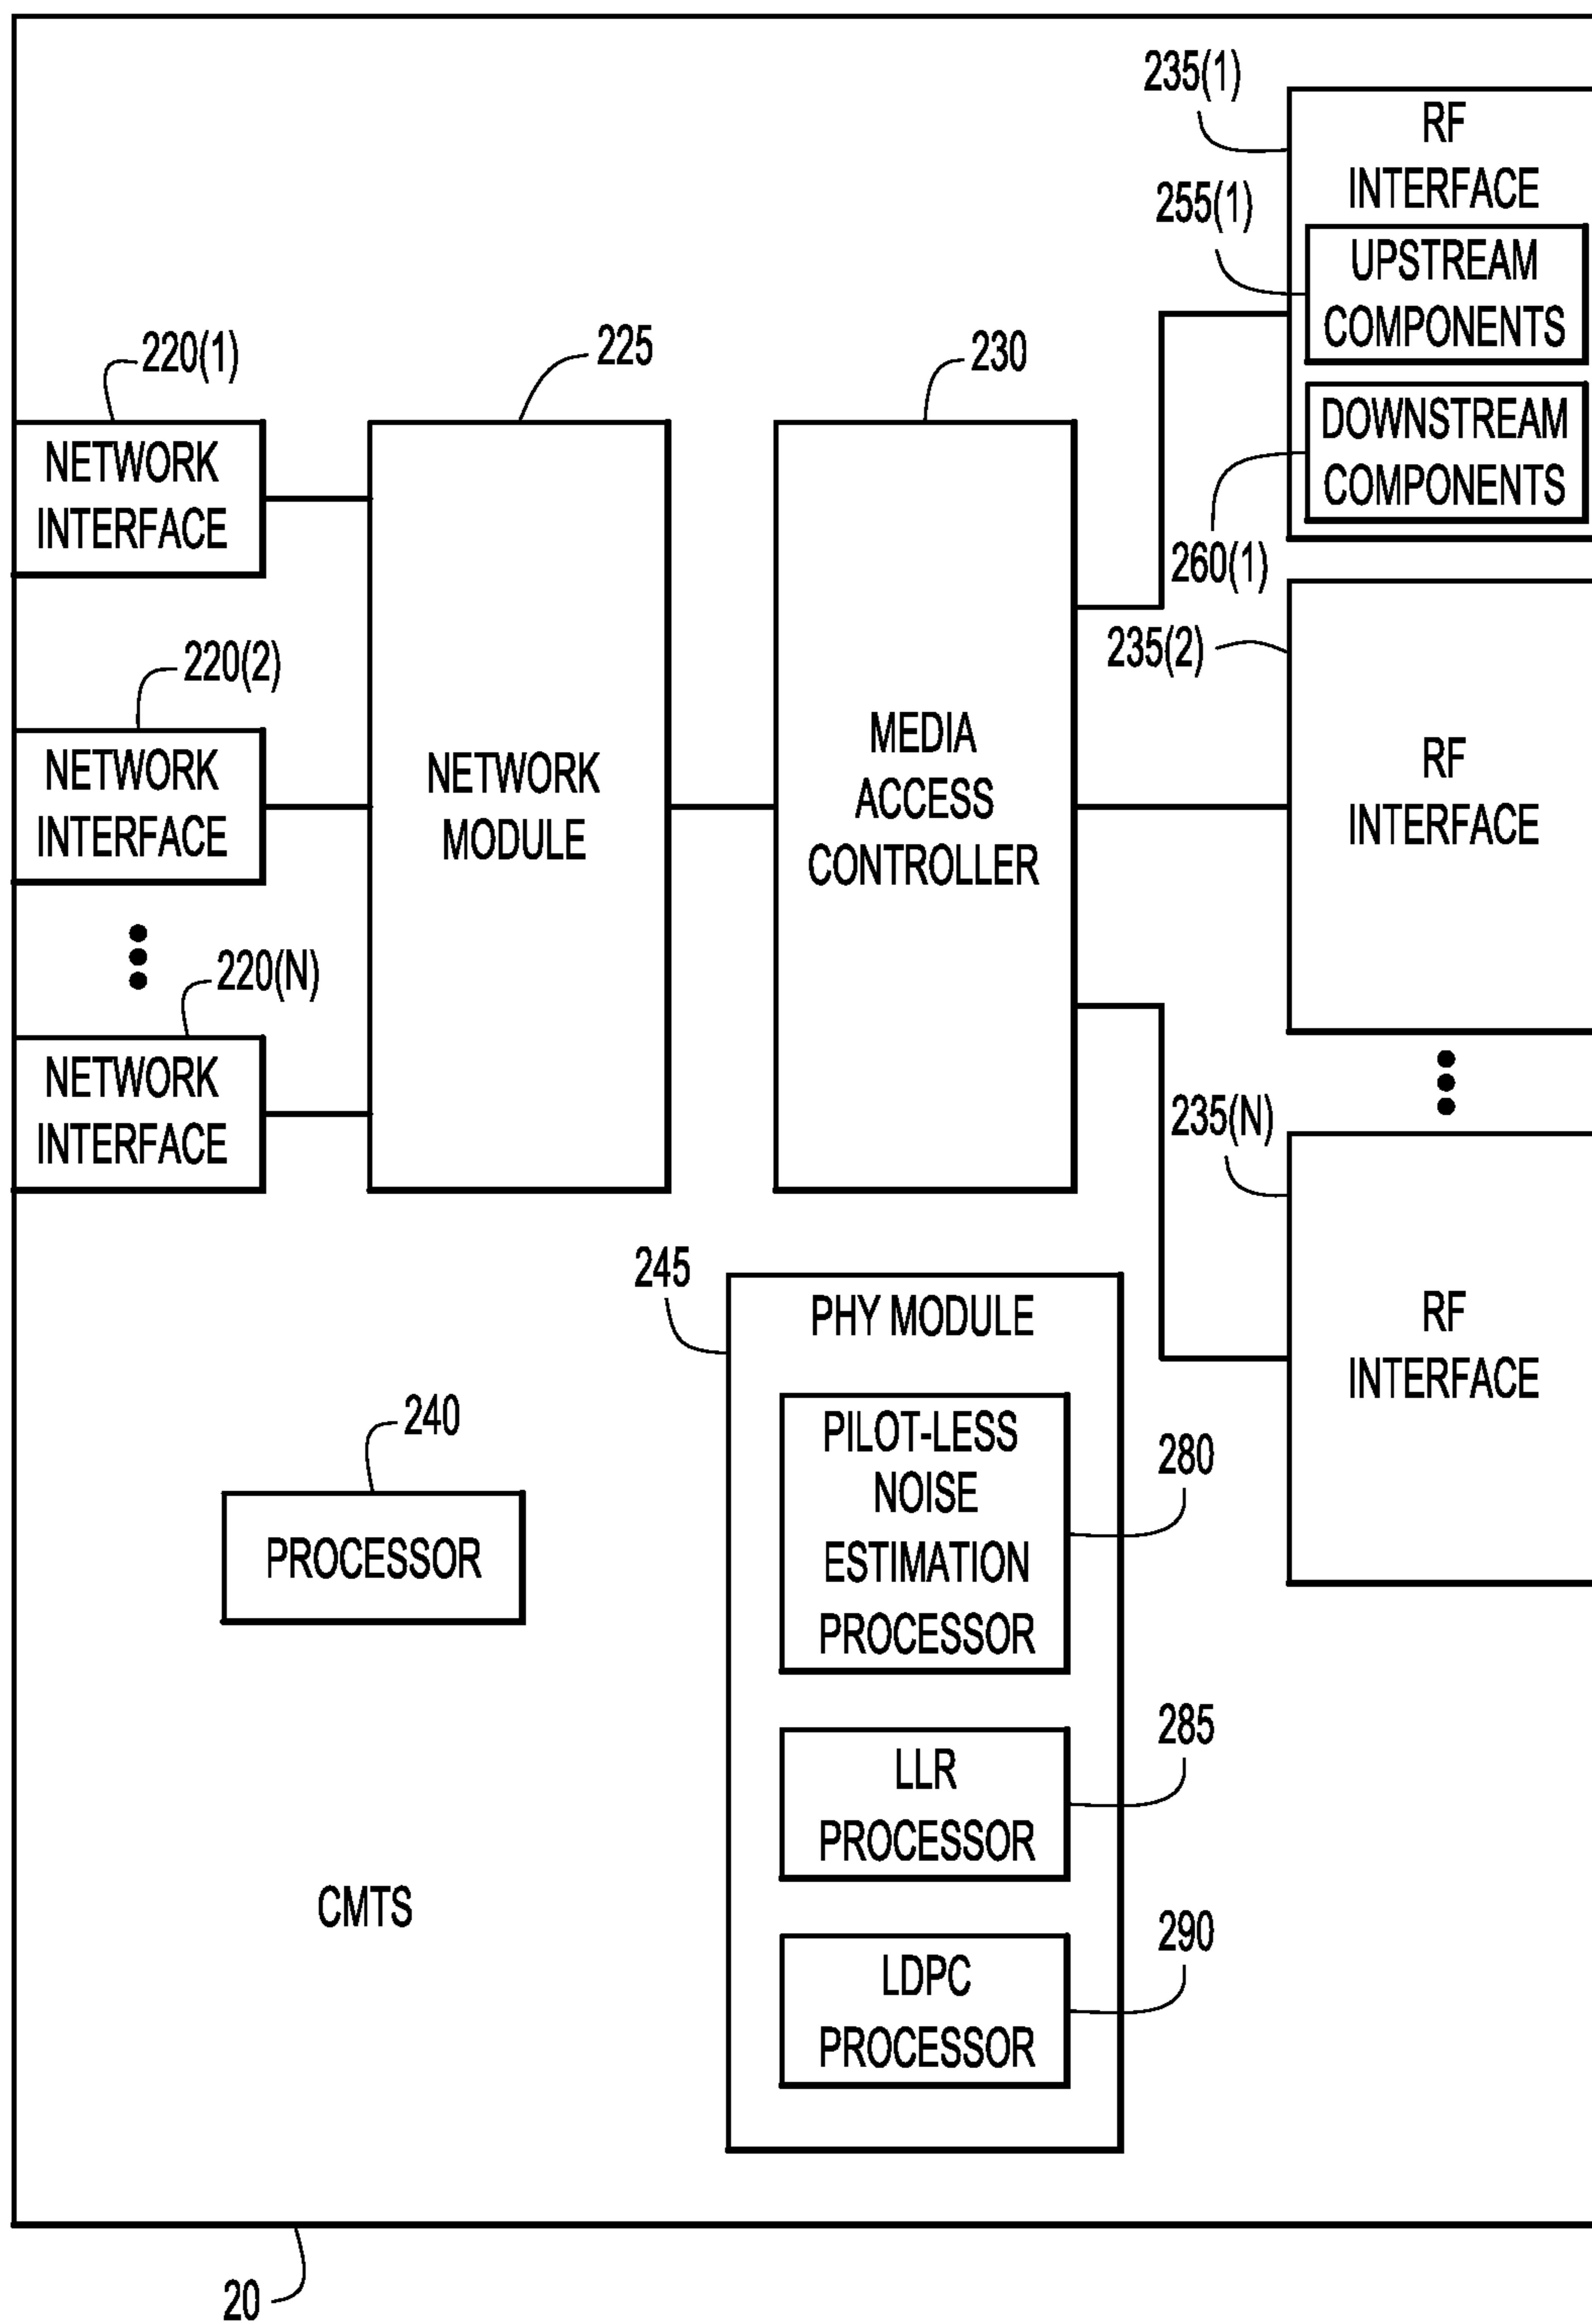 235(1)
RF
INTERFACE
255(1)
UPSTREAM
COMPONENTS
DOWNSTREAM
COMPONENTS
260(1)
220(1)
225
230
NETWORK
INTERFACE
220(2)
NETWORK
INTERFACE
220(N)
NETWORK
INTERFACE
NETWORK
MODULE
MEDIA
ACCESS
CONTROLLER
235(2)
RF
INTERFACE
235(N)
RF
INTERFACE
245
PHY MODULE
PILOT-LESS
NOISE
ESTIMATION
PROCESSOR
280
240
PROCESSOR
LLR
PROCESSOR
285
CMTS
LDPC
PROCESSOR
290
20